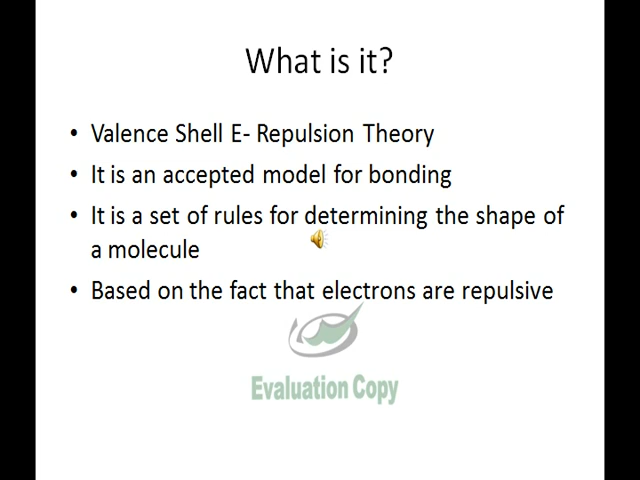 What is it?
• Valence Shell E- Repulsion Theory
• It is an accepted model for bonding
• It is a set of rules for determining the shape of
a molecule
• Based on the fact that electrons are repulsive
Evaluation Copy